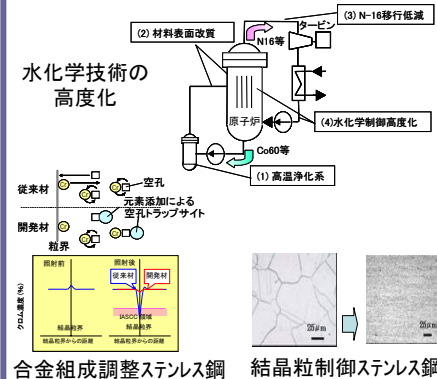 (3) N-16移行低減
タービン
(2) 材料表面改質
N16等
水化学技術の
高度化
原子炉
(4)水化学制御高度化
Co60等
(1) 高温浄化系
従来材
Cr
空孔
元素添加による
空孔トラップサイト
開発材
Cr
粒界
照射前
照射後
従来材
開発材
クロム濃度 (%)
IASCC領域
結晶粒界
結晶粒界
結晶粒界からの距離
結晶粒界からの距離
25μm
25μm
合金組成調整ステンレス鋼
結晶粒制御ステンレス鋼